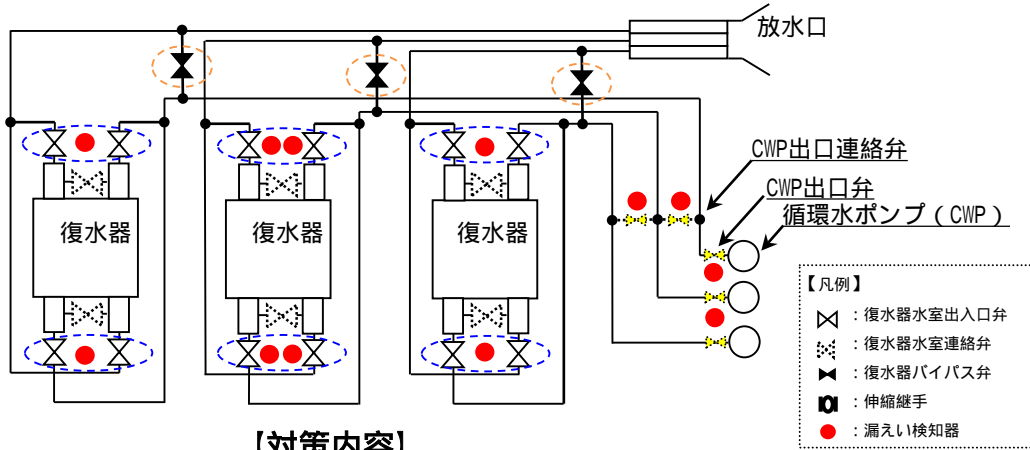 放水口
CWP出口連絡弁
CWP出口弁
循環水ポンプ（CWP）
復水器
復水器
復水器
【凡例】
：復水器水室出入口弁
：復水器水室連絡弁
：復水器バイパス弁
：伸縮継手
：漏えい検知器
【対策内容】